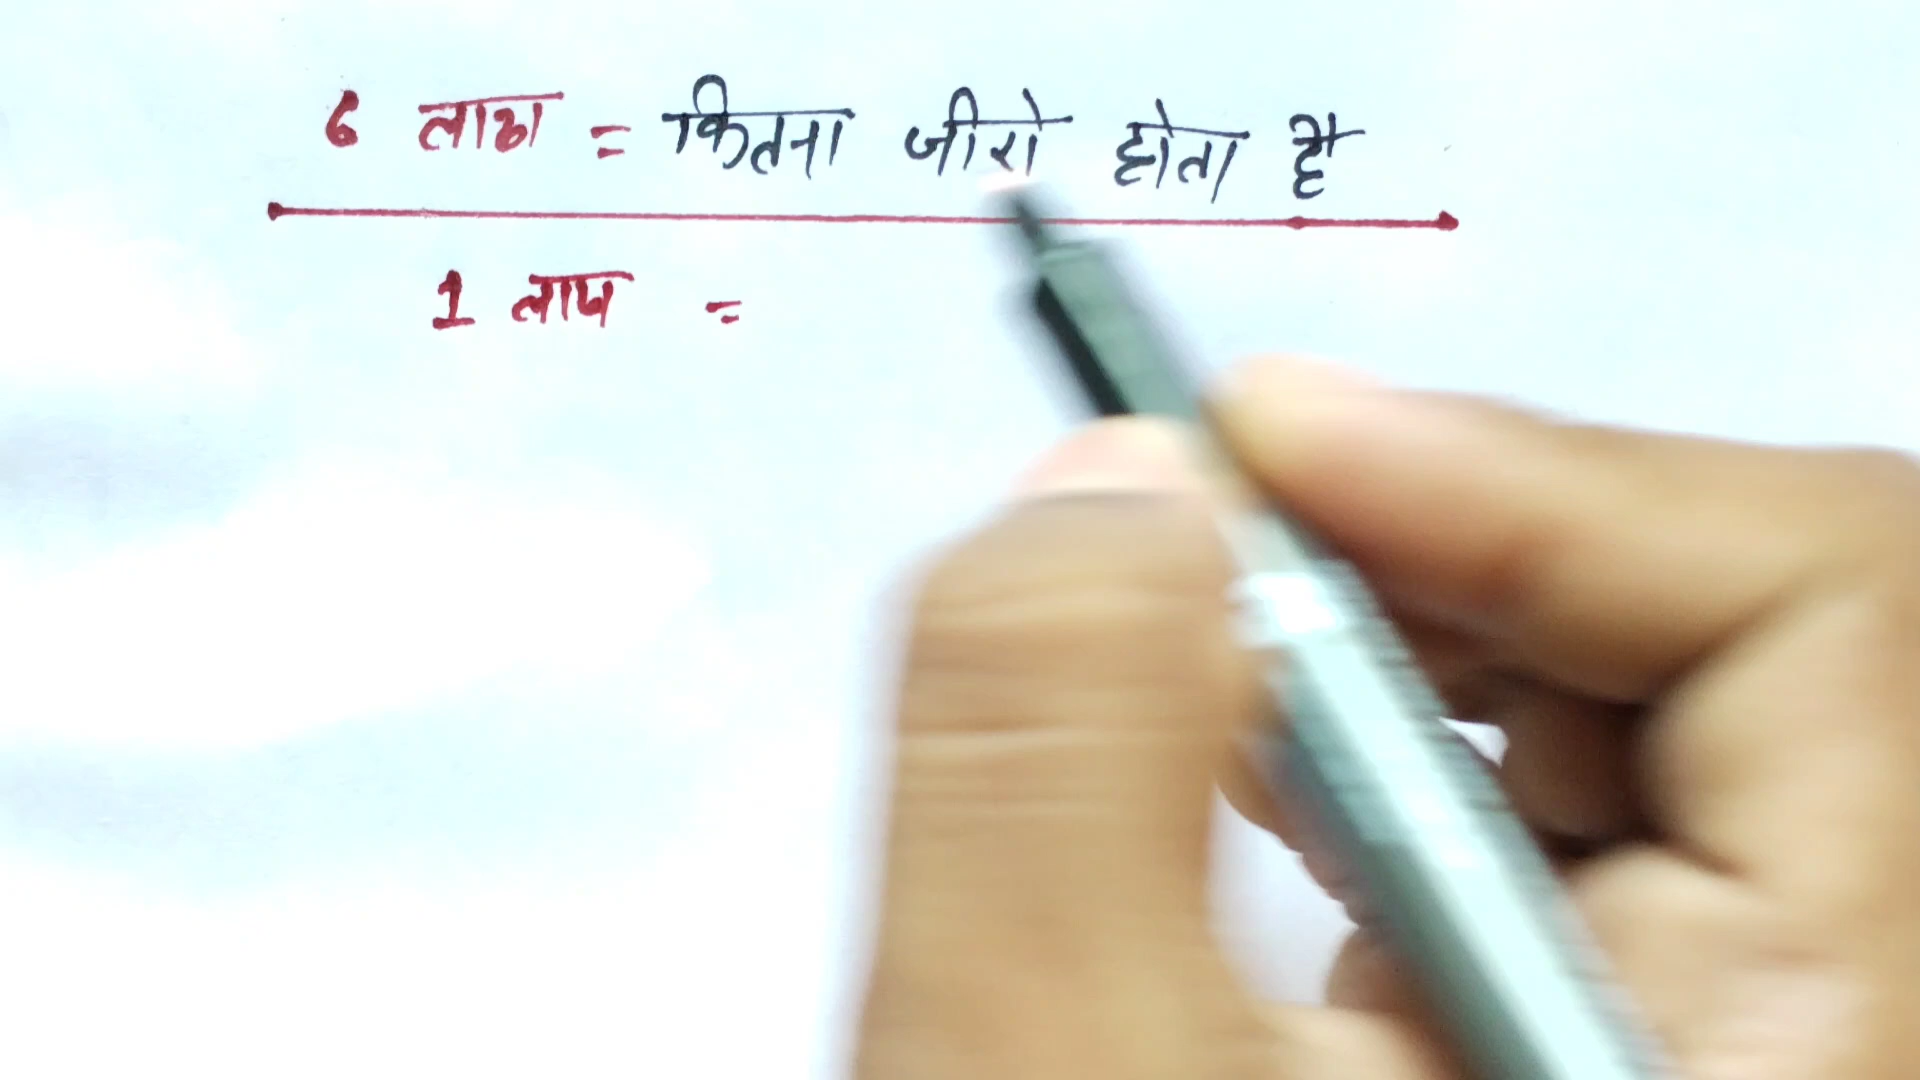 6 लाख = कितना जीरो होता है
1 लाख =